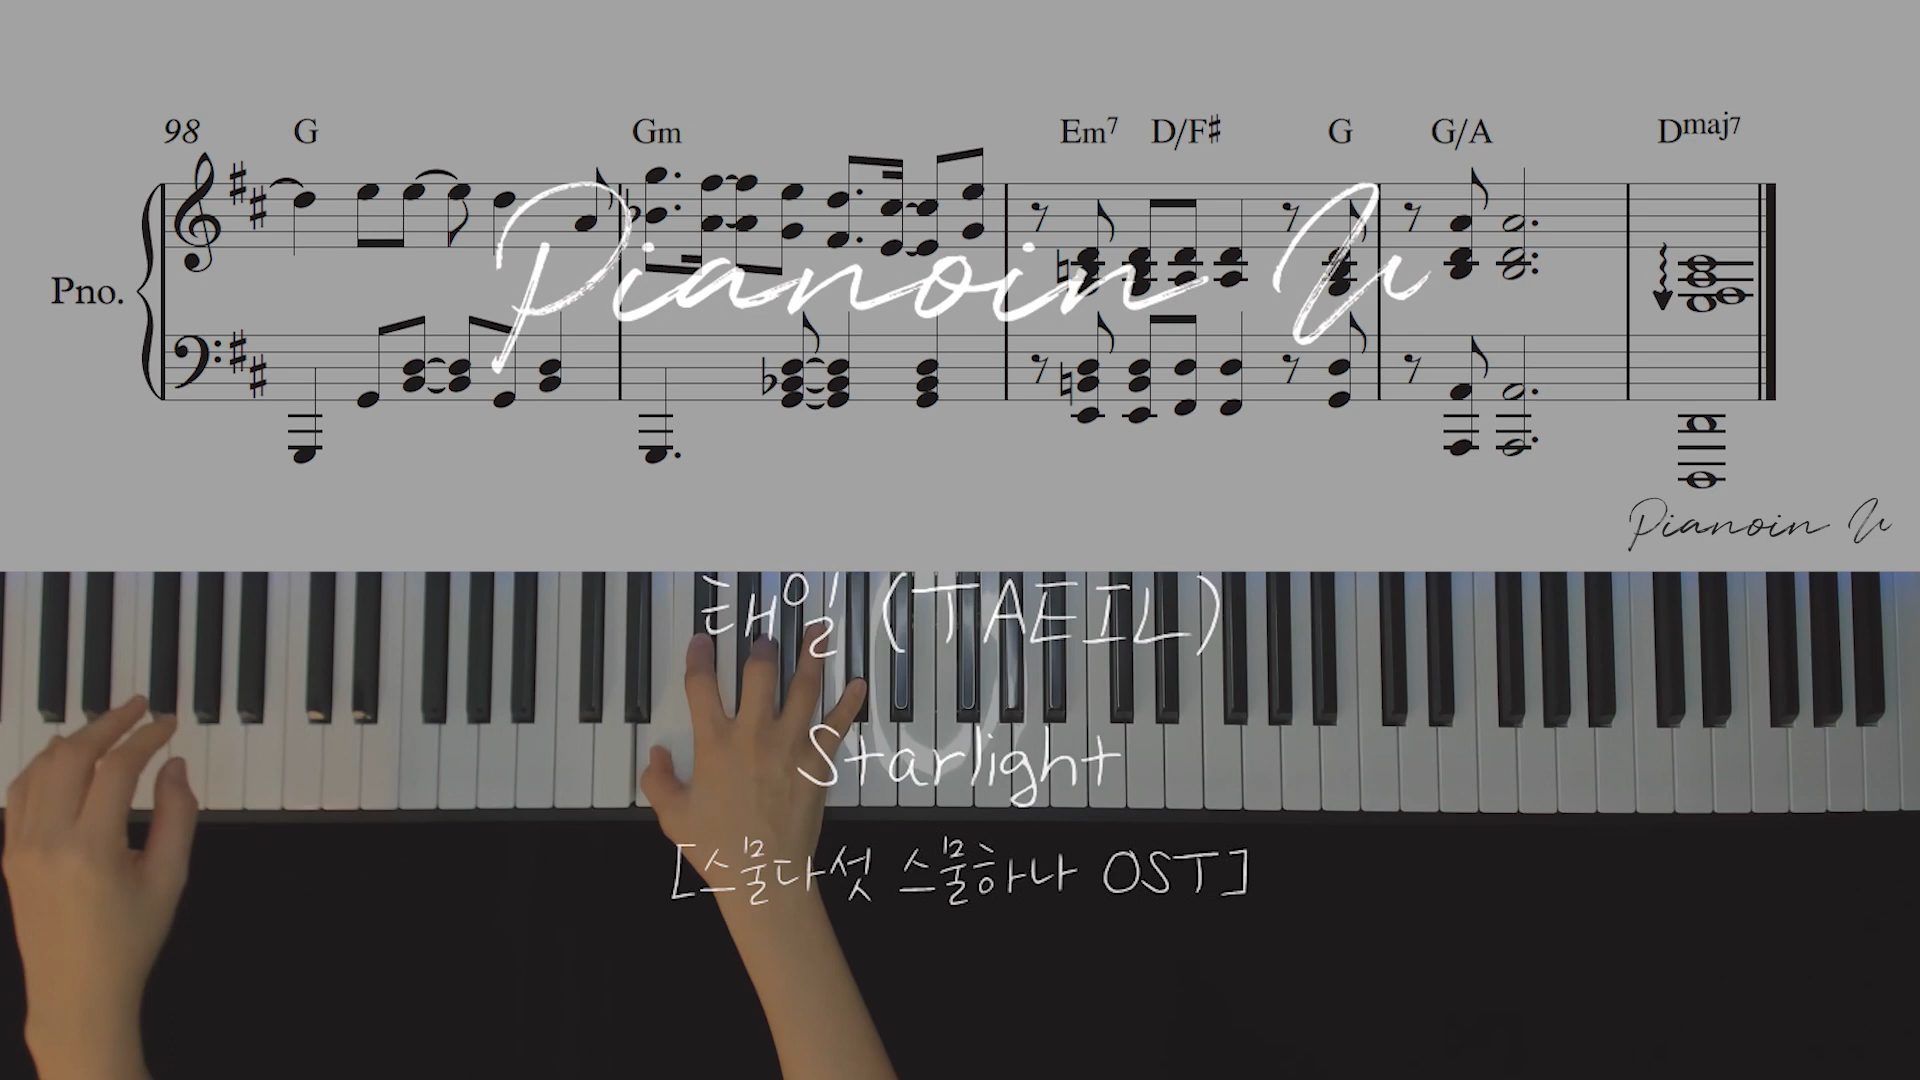 98 G Gm Em7 D/F♯ G G/A Dmaj7
Pianoin U
Pno.
Pianoin U
태일 (TAEIL)
Starlight
[스물다섯 스물하나 OST]